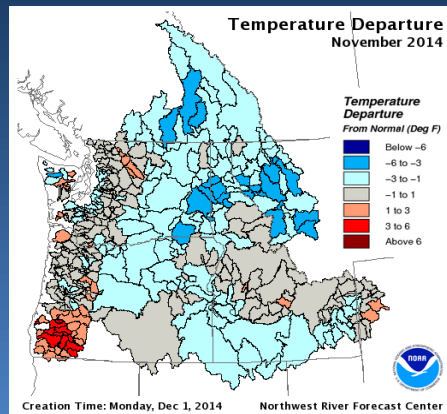 Temperature Departure
November 2014
Temperature
Departure
From Normal (Deg F)
Below -6
-6 to -3
-3 to -1
-1 to 1
1 to 3
3 to 6
Above 6
NOAA
Creation Time: Monday, Dec 1, 2014
Northwest River Forecast Center